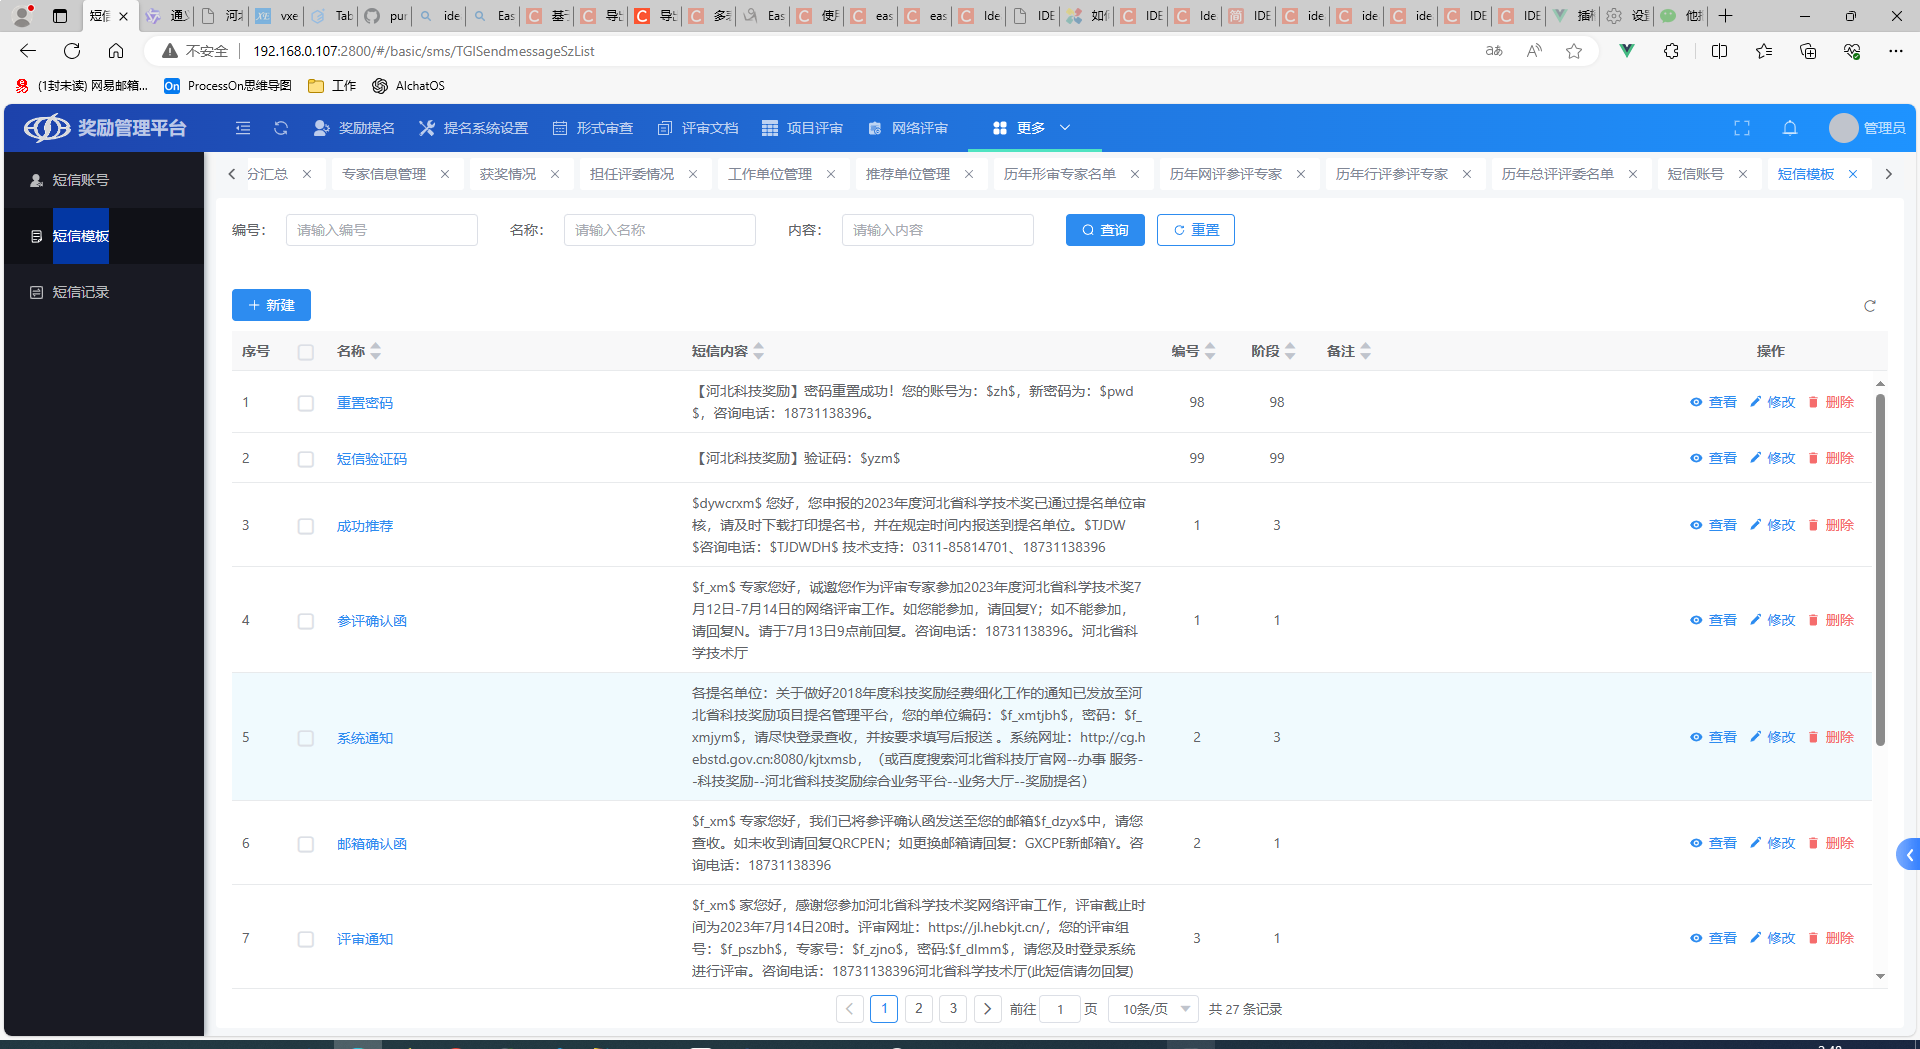 短信
通义
河北
vxe
Tab
pur
ide
Eas
基于
导出
导出
多表
Eas
使用
eas
eas
Ide
IDE
如何
IDE
Ide
IDE
ide
ide
ide
IDE
IDE
插件
设置
他把
不安全 192.168.0.107:2800/#/basic/sms/TGISendmessageSzList
(1封未读) 网易邮箱... ProcessOn思维导图 工作 AIchatOS
奖励管理平台 奖励提名 提名系统设置 形式审查 评审文档 项目评审 网络评审 更多 管理员
短信账号
短信模板
短信记录
分汇总 专家信息管理 获奖情况 担任评委情况 工作单位管理 推荐单位管理 历年形审专家名单 历年网评参评专家 历年行评参评专家 历年总评评委名单 短信账号 短信模板
编号： 请输入编号 名称： 请输入名称 内容： 请输入内容 查询 重置
新建
序号 名称 短信内容 编号 阶段 备注 操作
1 重置密码
【河北科技奖励】密码重置成功！您的账号为：$zh$，新密码为：$pwd
$，咨询电话：18731138396。
98 98 查看 修改 删除
2 短信验证码 【河北科技奖励】验证码：$yzm$ 99 99 查看 修改 删除
3 成功推荐
$dywcrxm$ 您好，您申报的2023年度河北省科学技术奖已通过提名单位审
核，请及时下载打印提名书，并在规定时间内报送到提名单位。$TJDW
$咨询电话：$TJDWDH$ 技术支持：0311-85814701、18731138396
1 3 查看 修改 删除
4 参评确认函
$f_xm$ 专家您好，诚邀您作为评审专家参加2023年度河北省科学技术奖7
月12日-7月14日的网络评审工作。如您能参加，请回复Y；如不能参加，
请回复N。请于7月13日9点前回复。咨询电话：18731138396。河北省科
学技术厅
1 1 查看 修改 删除
5 系统通知
各提名单位：关于做好2018年度科技奖励经费细化工作的通知已发放至河
北省科技奖励项目提名管理平台，您的单位编码：$f_xmtjbh$，密码：$f_
xmjym$，请尽快登录查收，并按要求填写后报送 。系统网址：http://cg.h
ebstd.gov.cn:8080/kjtxmsb，（或百度搜索河北省科技厅官网--办事 服务-
-科技奖励--河北省科技奖励综合业务平台--业务大厅--奖励提名）
2 3 查看 修改 删除
6 邮箱确认函
$f_xm$ 专家您好，我们已将参评确认函发送至您的邮箱$f_dzyx$中，请您
查收。如未收到请回复QRCPEN；如更换邮箱请回复：GXCPE新邮箱Y。咨
询电话：18731138396
2 1 查看 修改 删除
7 评审通知
$f_xm$ 家您好，感谢您参加河北省科学技术奖网络评审工作，评审截止时
间为2023年7月14日20时。评审网址：https://jl.hebkjt.cn/，您的评审组
号：$f_pszbh$，专家号：$f_zjno$，密码:$f_dlmm$，请您及时登录系统
进行评审。咨询电话：18731138396河北省科学技术厅(此短信请勿回复)
3 1 查看 修改 删除
1 2 3 前往 1 页 10条/页 共 27 条记录